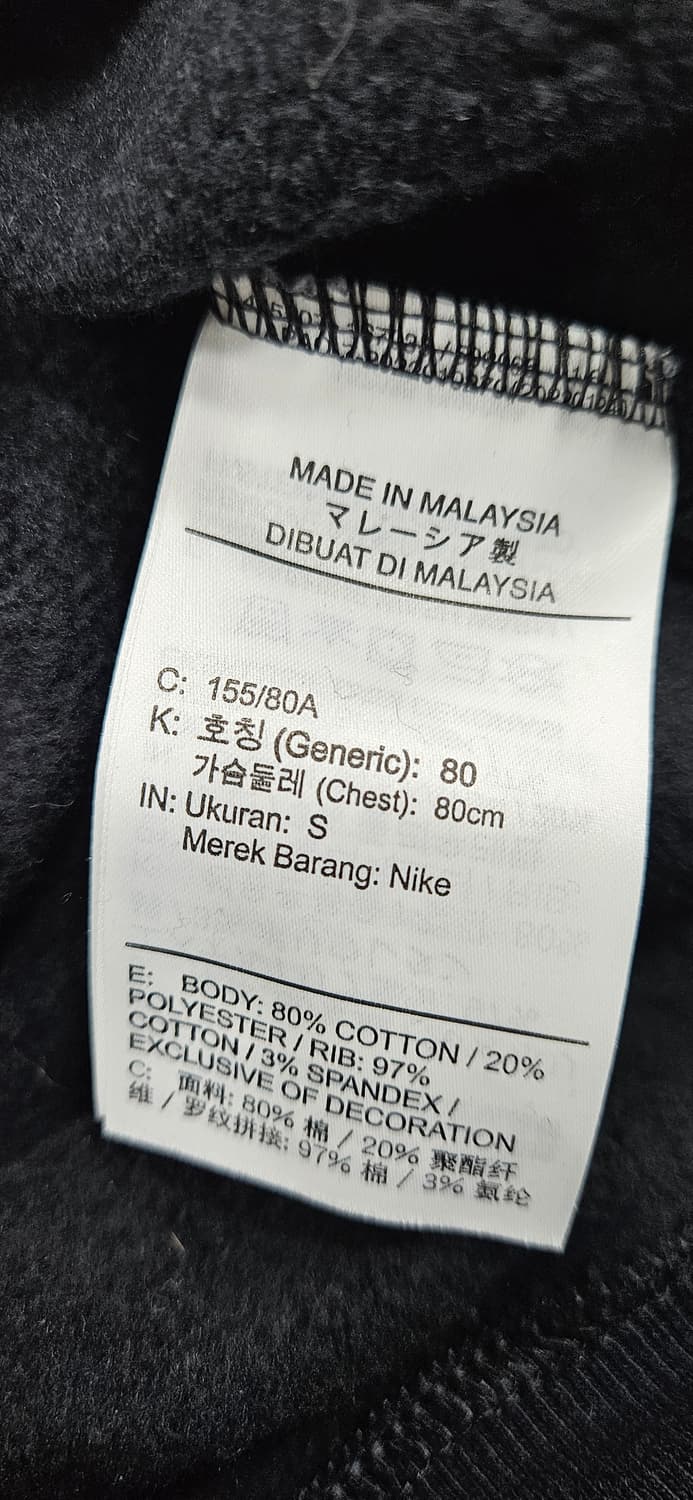 MADE IN MALAYSIA
マレーシア製
DIBUAT DI MALAYSIA
C: 155/80A
K: 호칭 (Generic): 80
가슴둘레 (Chest): 80cm
IN: Ukuran: S
Merek Barang: Nike
E: BODY: 80% COTTON / 20%
POLYESTER / RIB: 97%
COTTON / 3% SPANDEX /
EXCLUSIVE OF DECORATION
C: 面料: 80% 棉 / 20% 聚酯纤
维 / 罗纹拼接: 97% 棉 / 3% 氨纶